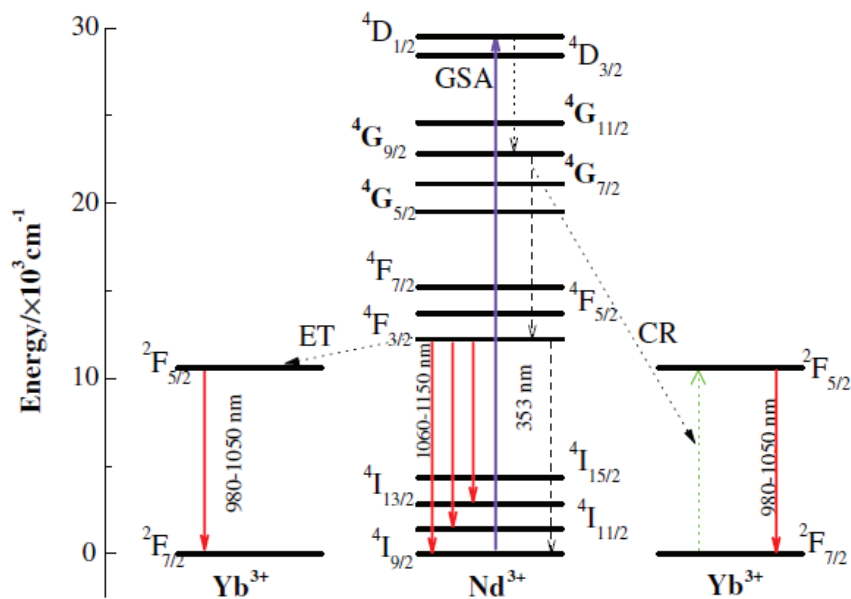 Energy/×10³cm⁻¹
30
20
10
0
⁴D₁/₂
⁴D₃/₂
GSA
⁴G₁₁/₂
⁴G₉/₂
⁴G₇/₂
⁴G₅/₂
⁴F₇/₂
⁴F₅/₂
⁴F₃/₂
ET
CR
²F₅/₂
²F₅/₂
1060-1150 nm
353 nm
980-1050 nm
980-1050 nm
⁴I₁₅/₂
⁴I₁₃/₂
⁴I₁₁/₂
⁴I₉/₂
²F₇/₂
²F₇/₂
Yb³⁺
Nd³⁺
Yb³⁺